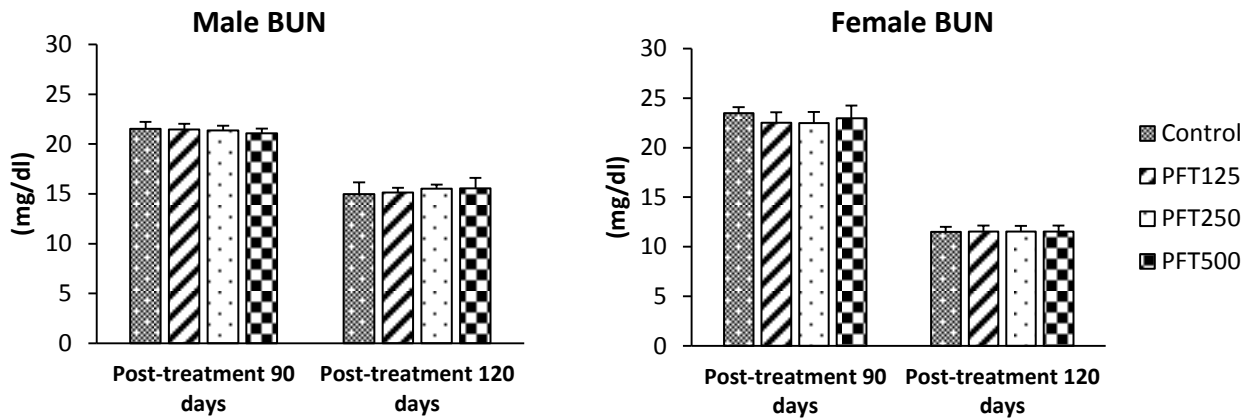 Male BUN
30
25
20
15
10
5
0
(mg/dl)
Post-treatment 90
days
Post-treatment 120
days
Female BUN
30
25
20
15
10
5
0
(mg/dl)
Post-treatment 90
days
Post-treatment 120
days
Control
PFT125
PFT250
PFT500